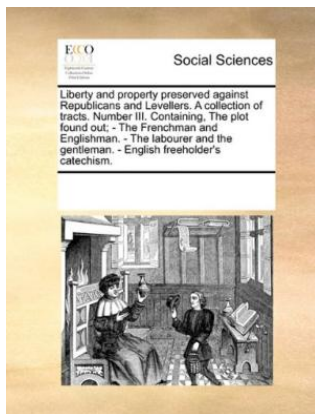 ECCO
Social Sciences
Liberty and property preserved against
Republicans and Levellers. A collection of
tracts. Number III. Containing, The plot
found out; - The Frenchman and
Englishman. - The labourer and the
gentleman. - English freeholder's
catechism.